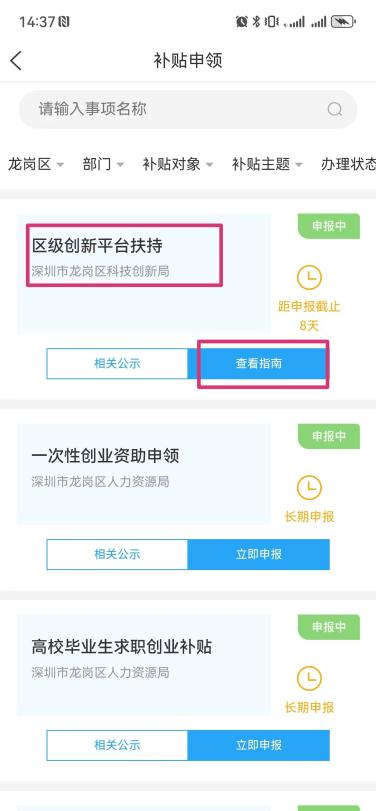 14:37
补贴申领
请输入事项名称
龙岗区 部门 补贴对象 补贴主题 办理状态
申报中
区级创新平台扶持
深圳市龙岗区科技创新局
距申报截止
8天
相关公示 查看指南
申报中
一次性创业资助申领
深圳市龙岗区人力资源局
长期申报
相关公示 立即申报
申报中
高校毕业生求职创业补贴
深圳市龙岗区人力资源局
长期申报
相关公示 立即申报